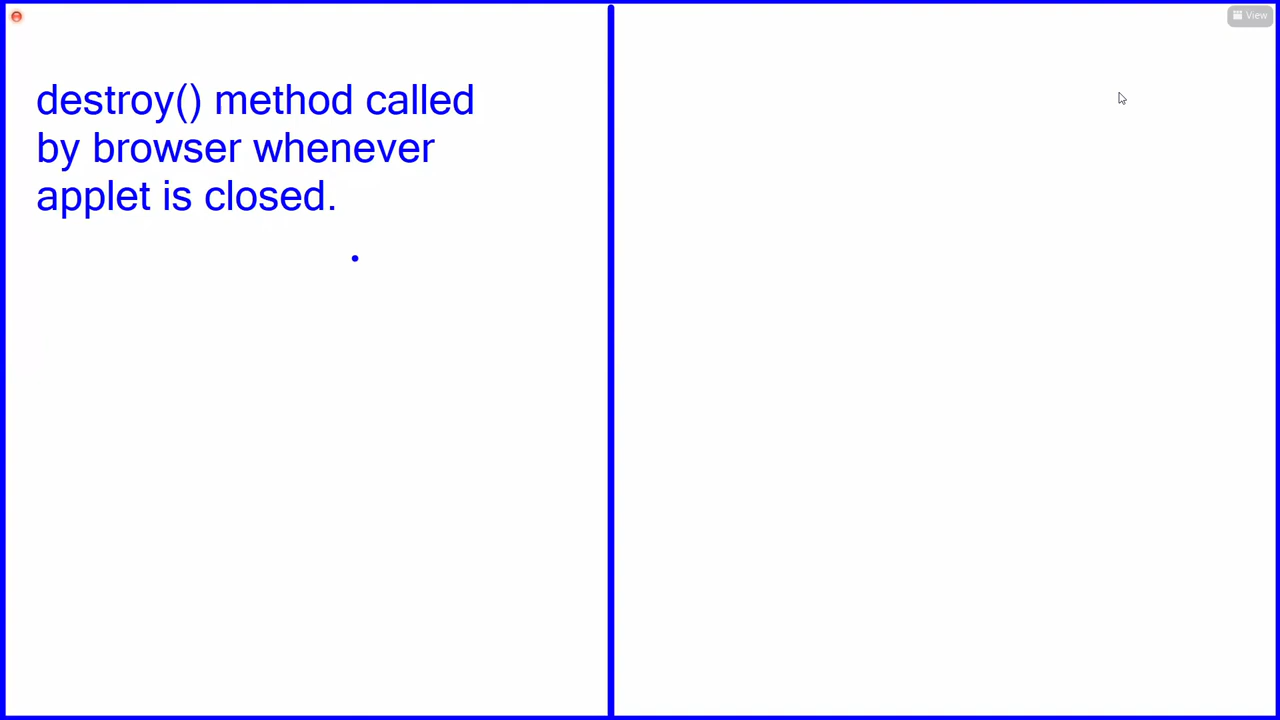 destroy() method called
by browser whenever
applet is closed.
View